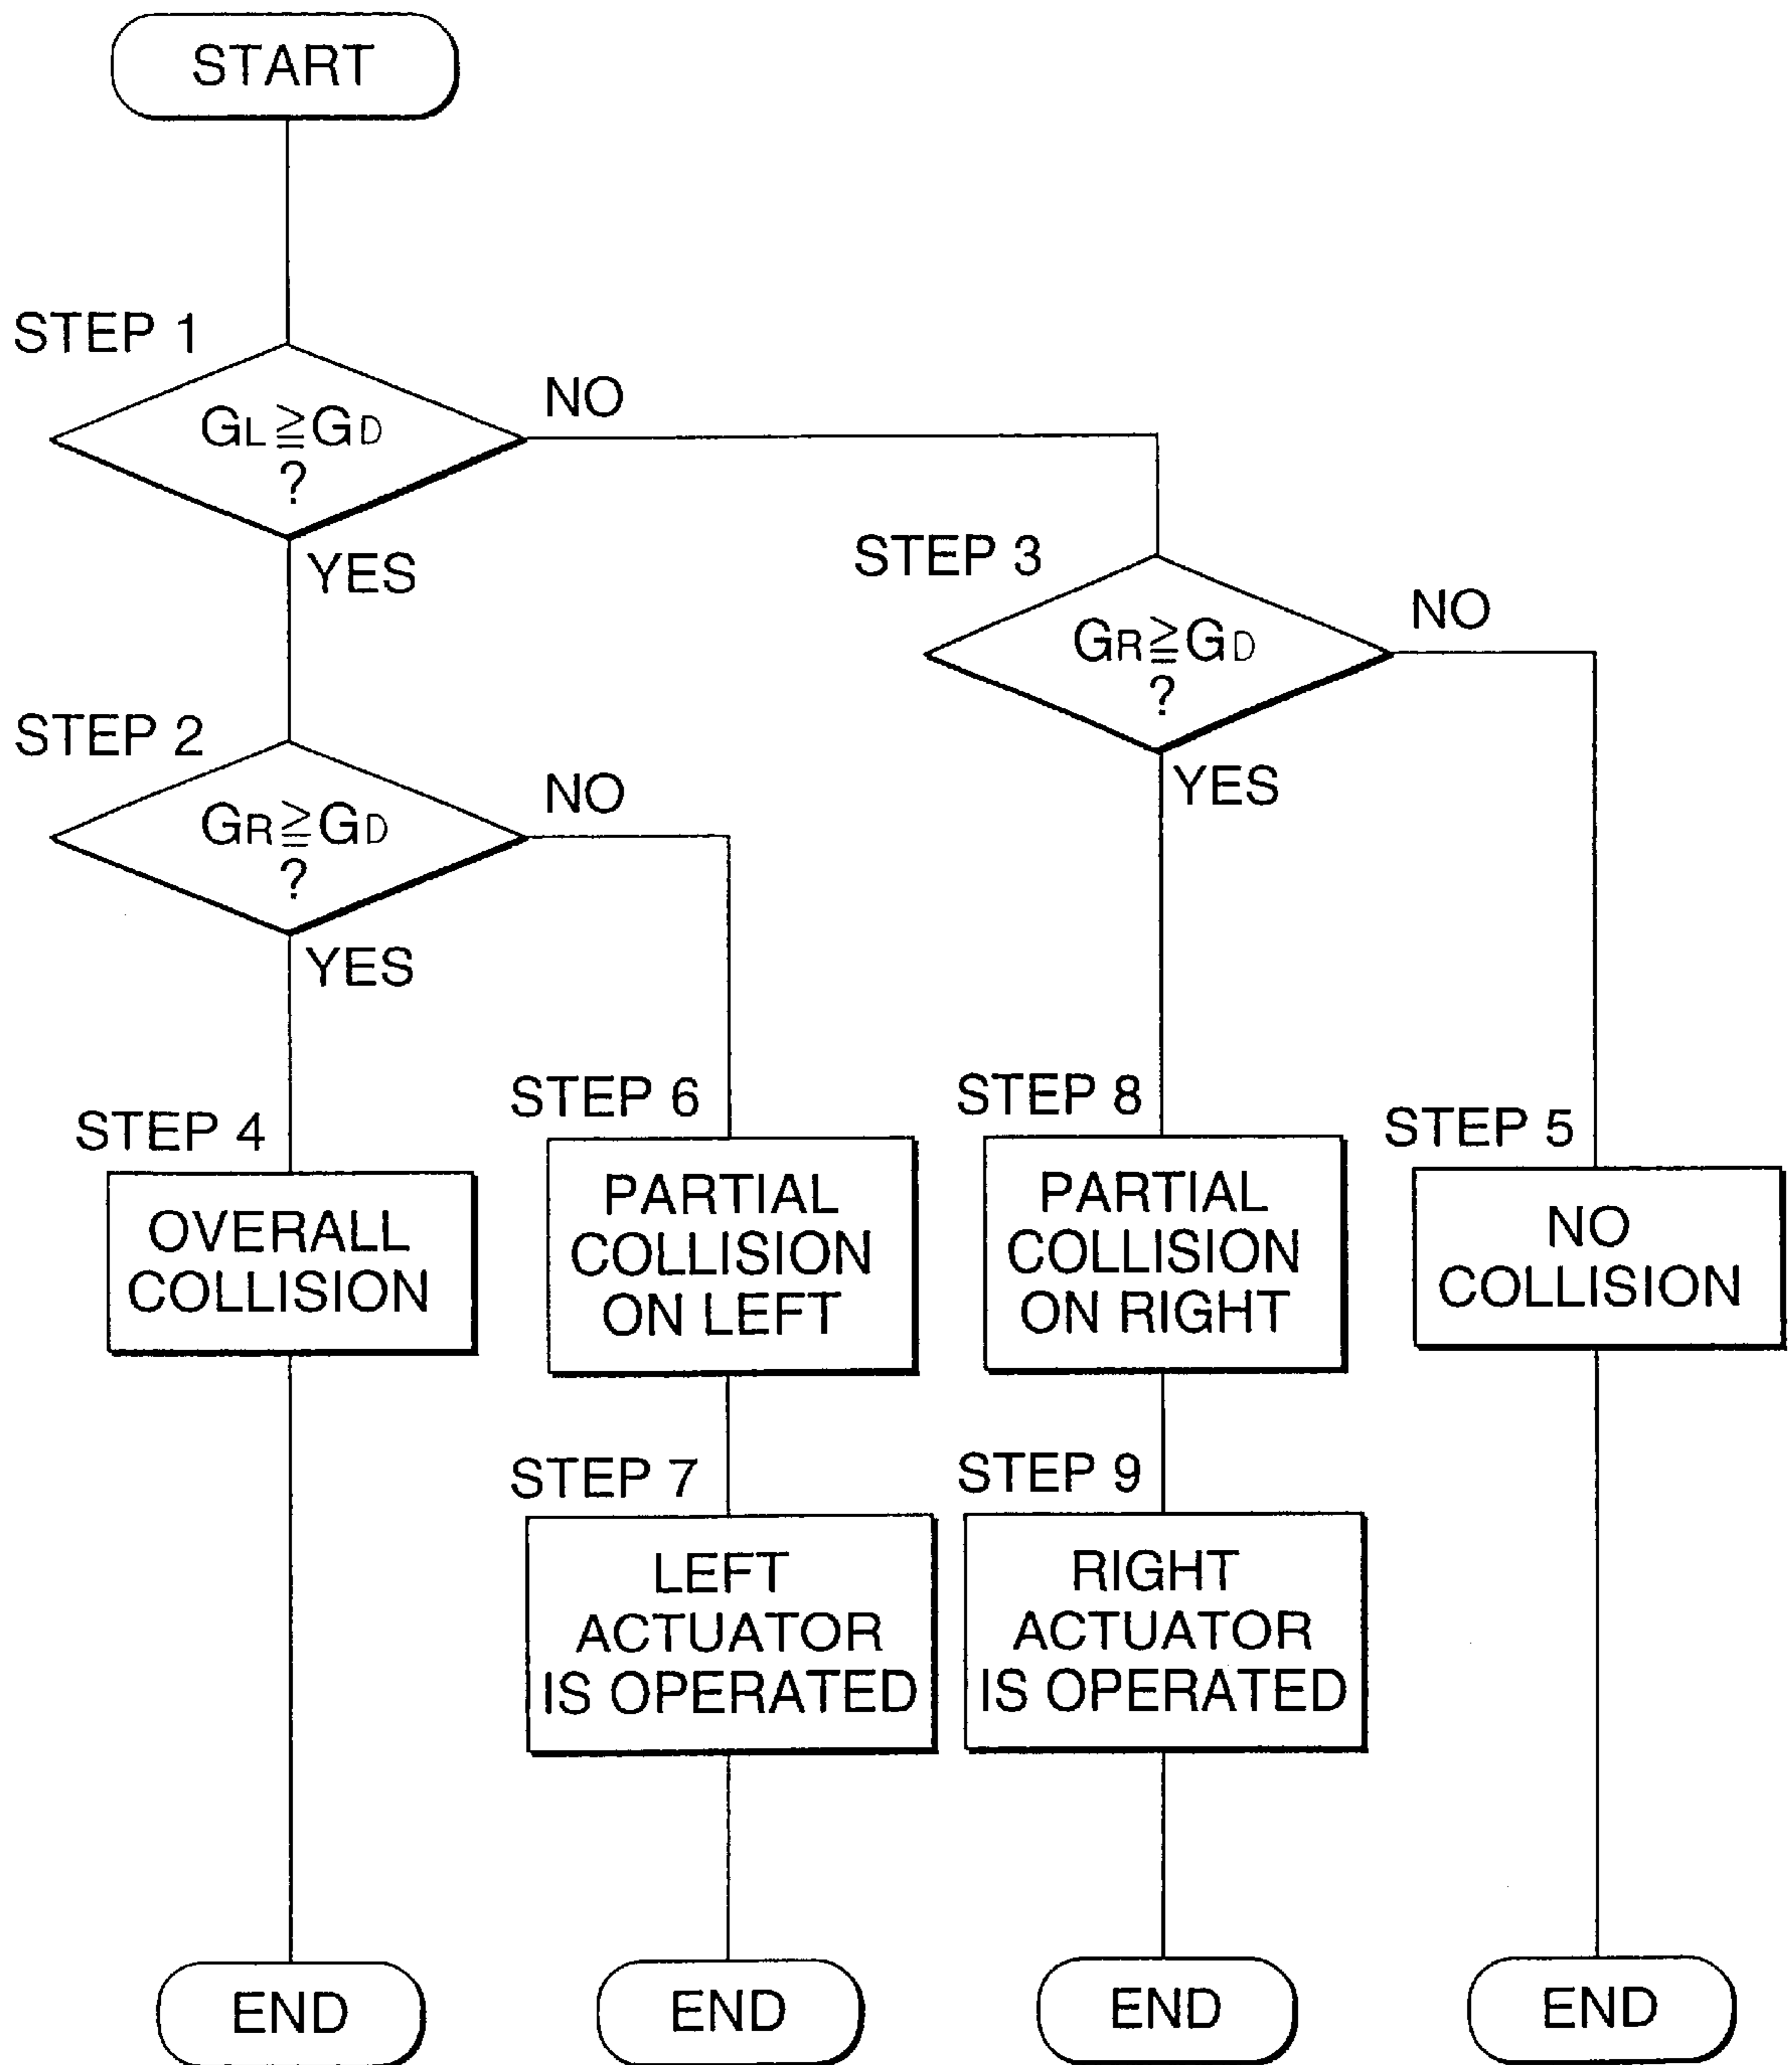 START
STEP 1
GL≧GD
?
NO
YES
STEP 3
GR≧GD
?
NO
YES
STEP 2
GR≧GD
?
NO
YES
STEP 4
OVERALL
COLLISION
STEP 6
PARTIAL
COLLISION
ON LEFT
STEP 8
PARTIAL
COLLISION
ON RIGHT
STEP 5
NO
COLLISION
STEP 7
LEFT
ACTUATOR
IS OPERATED
STEP 9
RIGHT
ACTUATOR
IS OPERATED
END
END
END
END